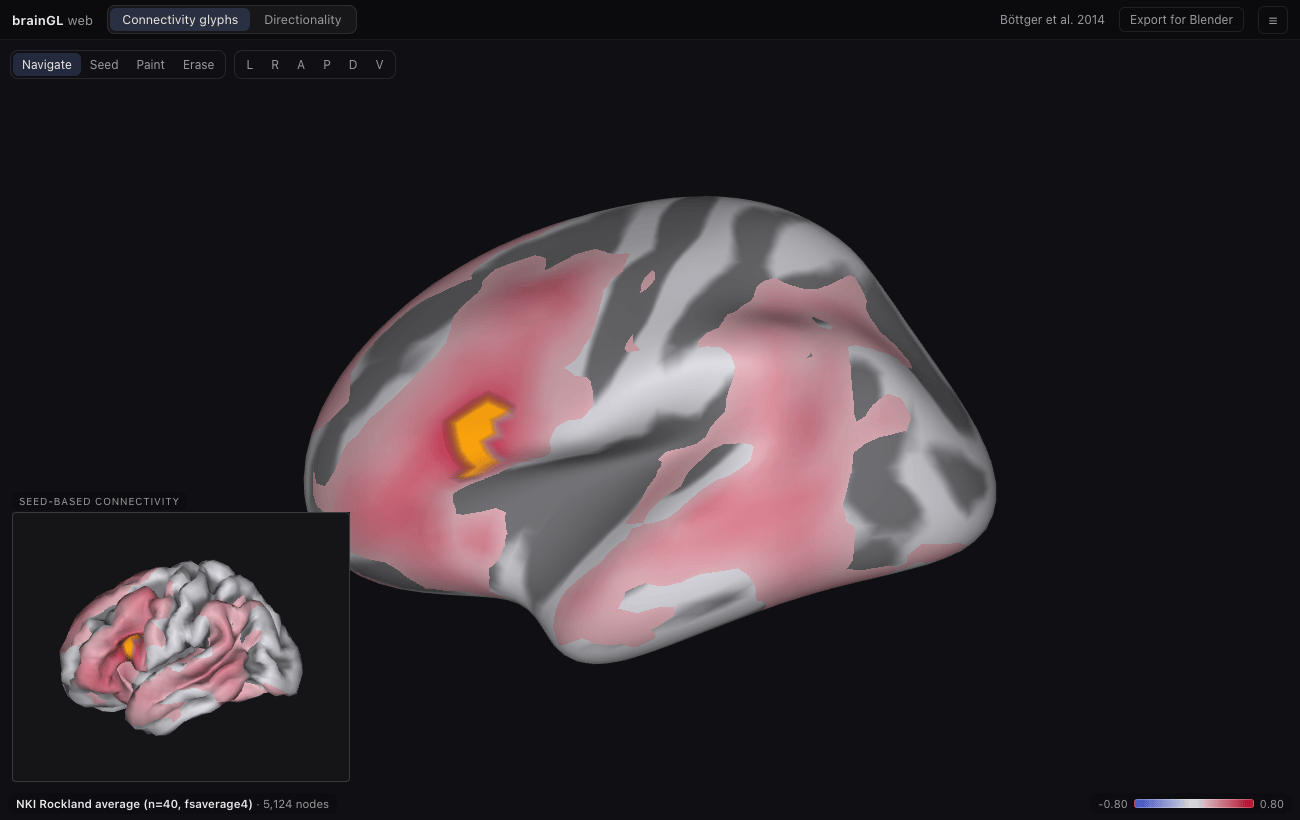 brainGL web
Connectivity glyphs
Directionality
Böttger et al. 2014
Export for Blender
Navigate
Seed
Paint
Erase
L R A P D V
SEED-BASED CONNECTIVITY
NKI Rockland average (n=40, fsaverage4) · 5,124 nodes
-0.80
0.80